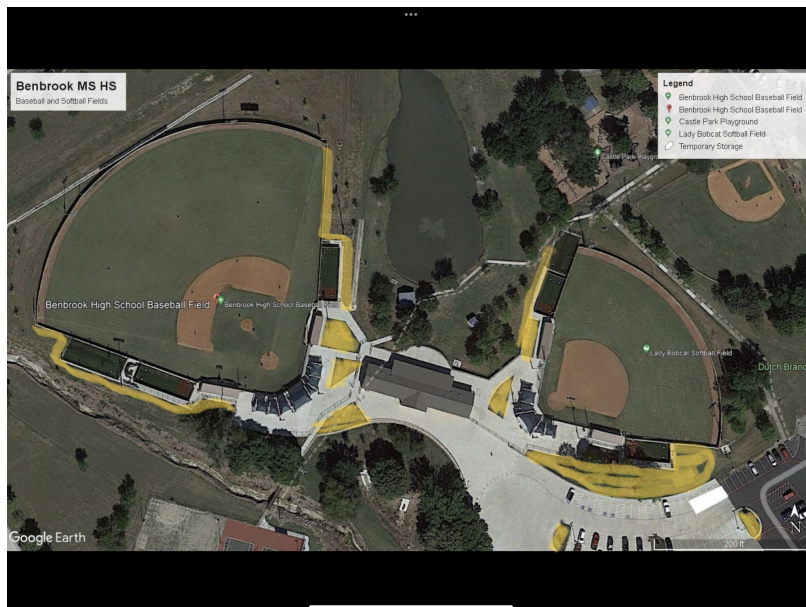 Benbrook MS HS
Baseball and Softball Fields
Legend
Benbrook High School Baseball Field
Benbrook High School Baseball Field
Castle Park Playground
Lady Bobcat Softball Field
Temporary Storage
Castle Park Playgro
Benbrook High School Baseball Field
Benbrook High School Baseba
Lady Bobcat Softball Field
Dutch Branc
Google Earth
N
200 ft